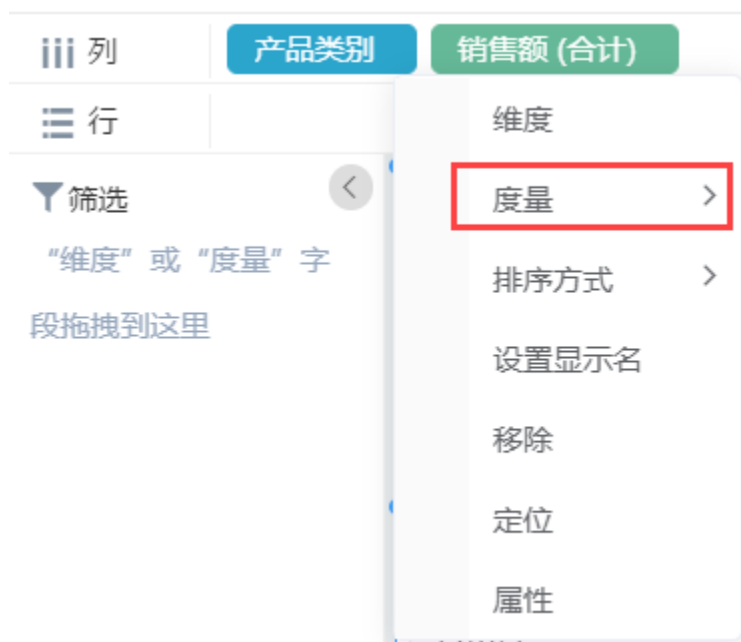 列 产品类别 销售额 (合计)
行
筛选
“维度”或“度量”字
段拖拽到这里
维度
度量
排序方式
设置显示名
移除
定位
属性